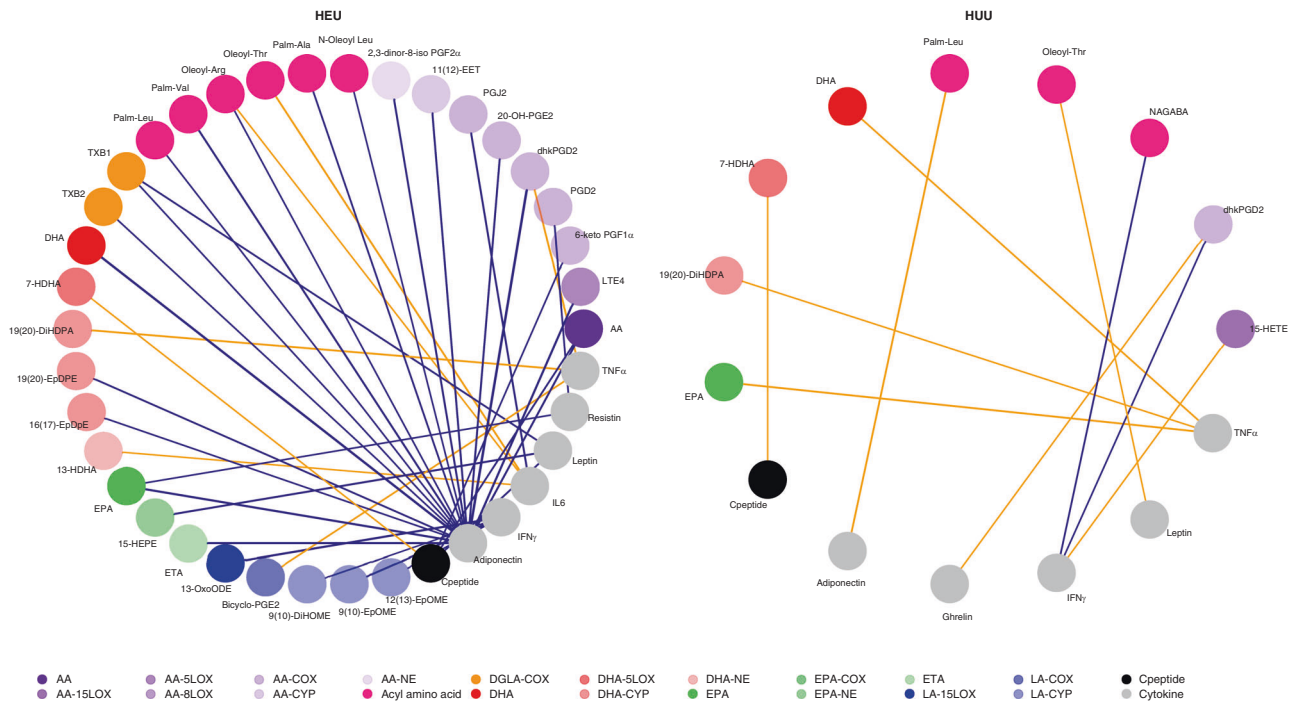 HEU
HUU
N-Oleoyl Leu
Palm-Ala
2,3-dinor-8-iso PGF2α
Oleoyl-Thr
11(12)-EET
Oleoyl-Arg
PGJ2
Palm-Val
20-OH-PGE2
Palm-Leu
dhkPGD2
TXB1
PGD2
TXB2
6-keto PGF1α
DHA
LTE4
7-HDHA
AA
19(20)-DiHDPA
TNFα
19(20)-EpDPE
Resistin
16(17)-EpDpE
Leptin
13-HDHA
IL6
EPA
IFNγ
15-HEPE
Adiponectin
ETA
Cpeptide
13-OxoODE
12(13)-EpOME
Bicyclo-PGE2
9(10)-EpOME
9(10)-DiHOME
Palm-Leu
Oleoyl-Thr
DHA
NAGABA
7-HDHA
dhkPGD2
19(20)-DiHDPA
15-HETE
EPA
TNFα
Cpeptide
Leptin
Adiponectin
IFNγ
Ghrelin
AA AA-5LOX AA-COX AA-NE DGLA-COX DHA-5LOX DHA-NE EPA-COX ETA LA-COX Cpeptide
AA-15LOX AA-8LOX AA-CYP Acyl amino acid DHA DHA-CYP EPA EPA-NE LA-15LOX LA-CYP Cytokine